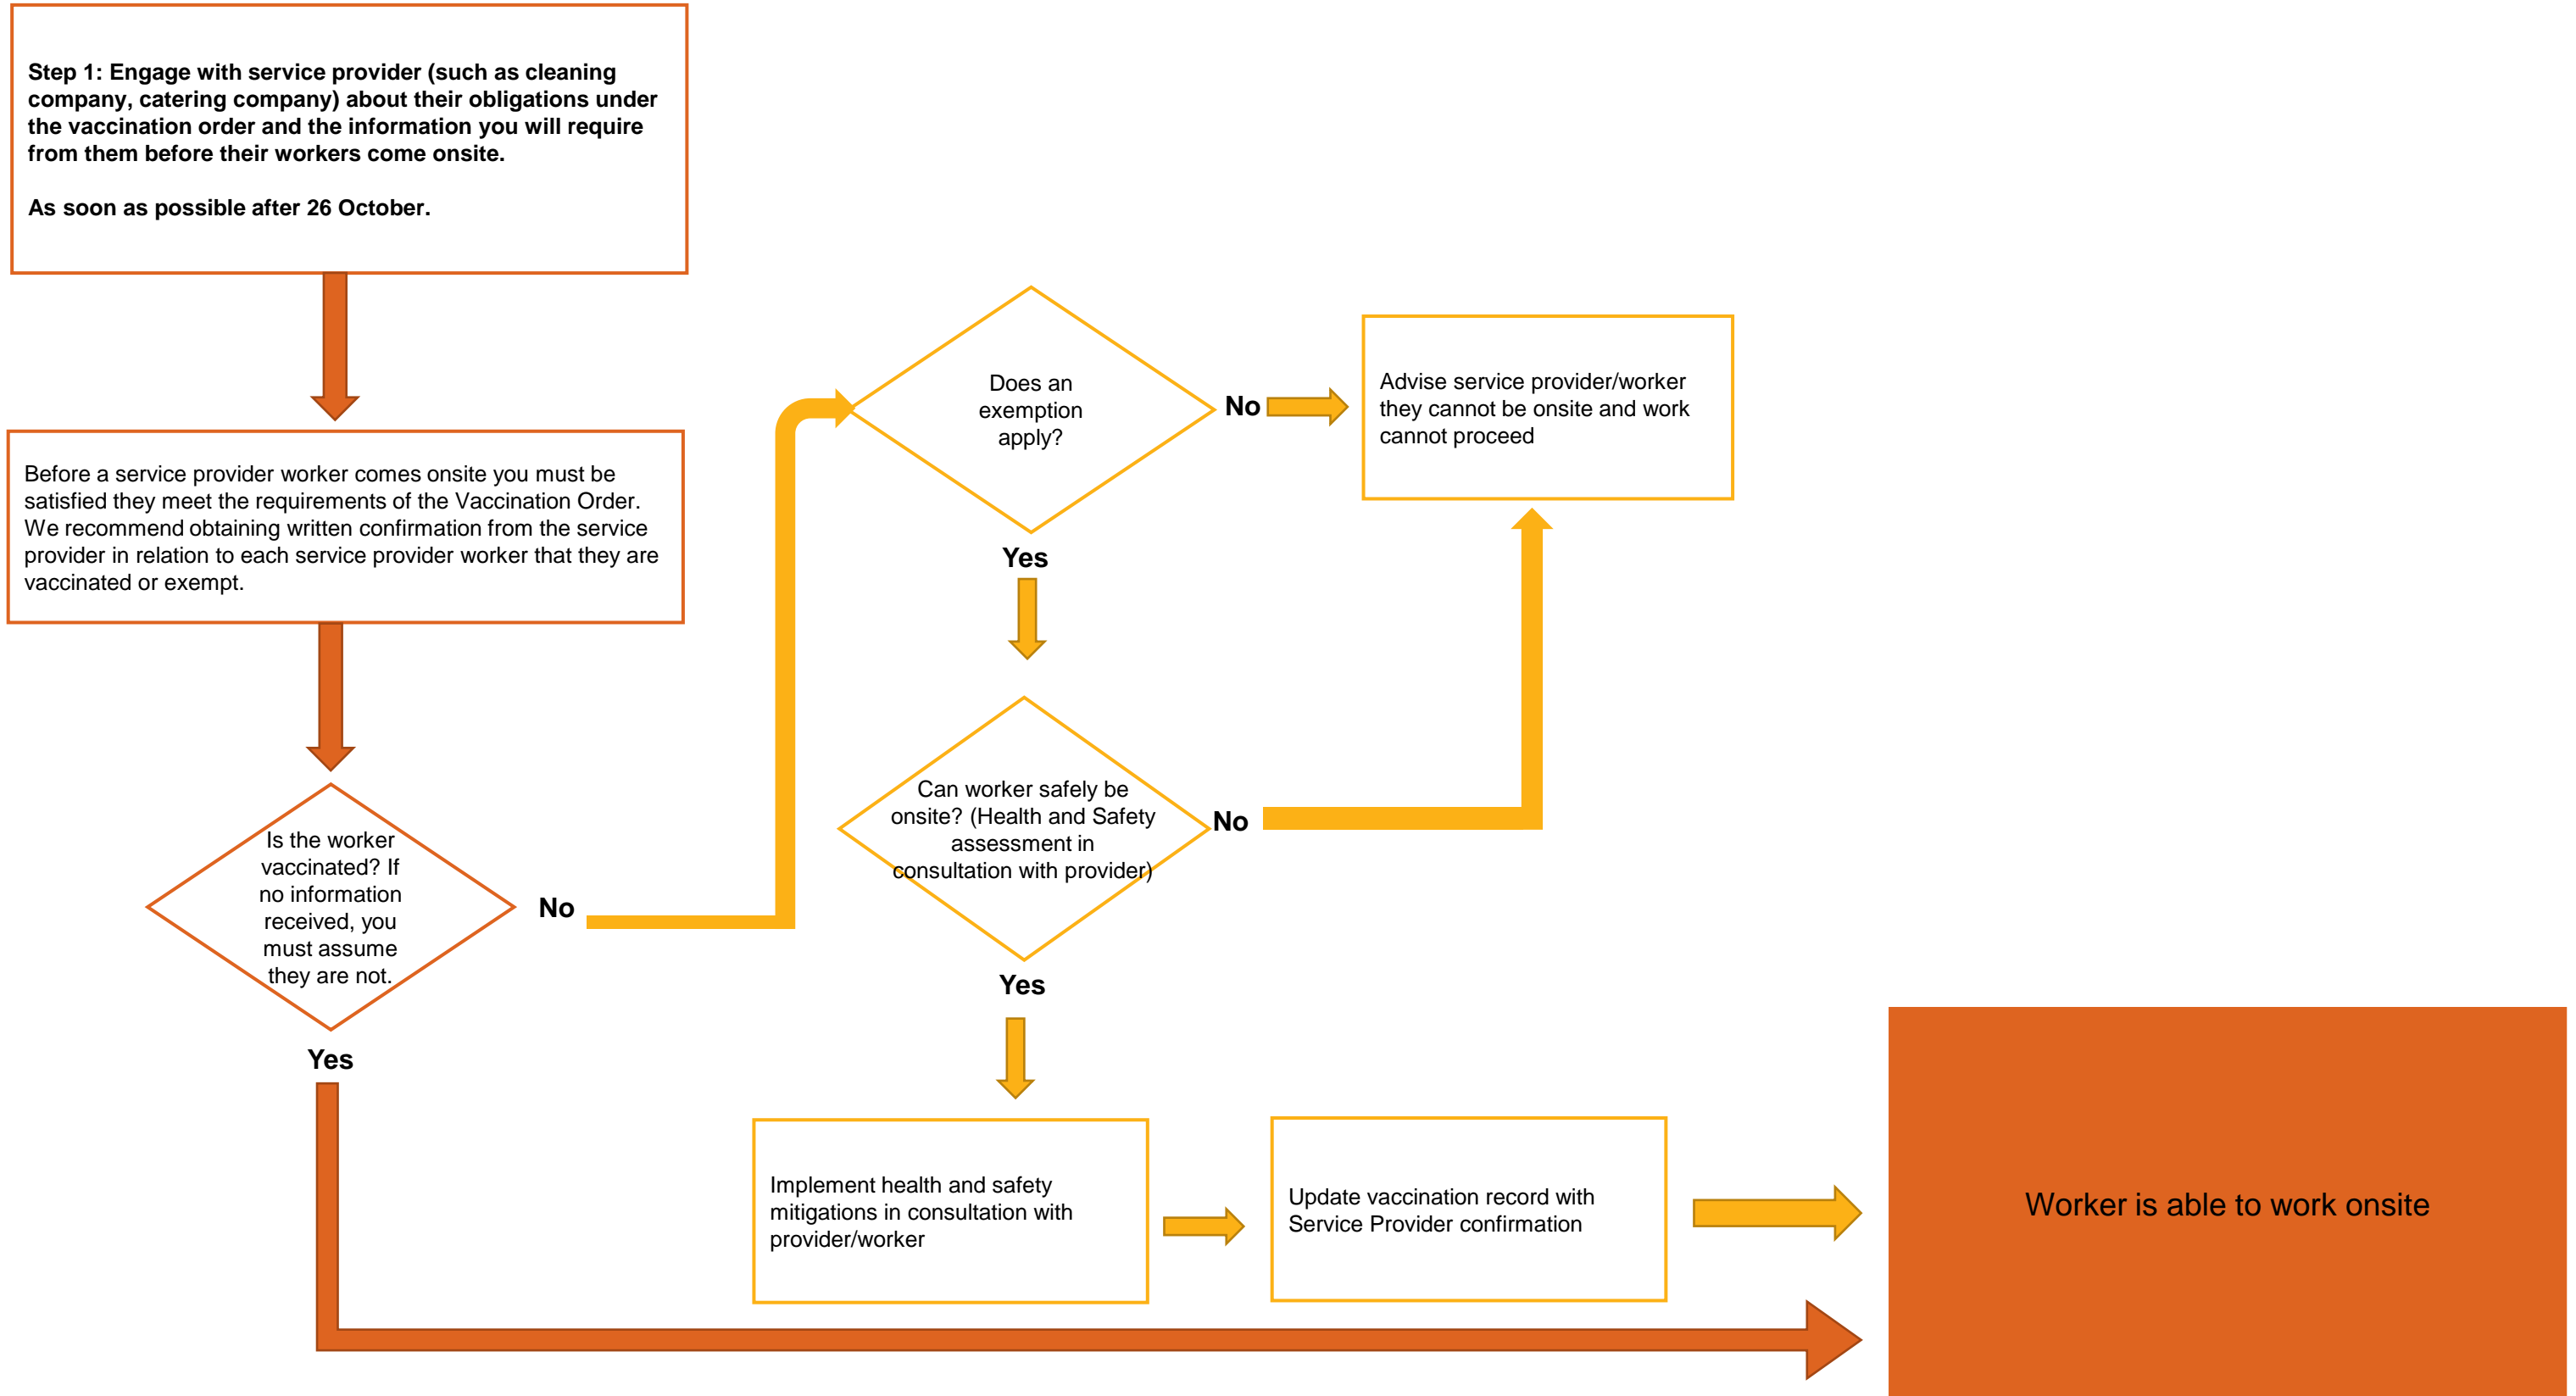 Step 1: Engage with service provider (such as cleaning
company, catering company) about their obligations under
the vaccination order and the information you will require
from them before their workers come onsite.
As soon as possible after 26 October.
Before a service provider worker comes onsite you must be
satisfied they meet the requirements of the Vaccination Order.
We recommend obtaining written confirmation from the service
provider in relation to each service provider worker that they are
vaccinated or exempt.
Is the worker
vaccinated? If
no information
received, you
must assume
they are not.
No
Yes
Does an
exemption
apply?
No
Yes
Advise service provider/worker
they cannot be onsite and work
cannot proceed
Can worker safely be
onsite? (Health and Safety
assessment in
consultation with provider)
No
Yes
Implement health and safety
mitigations in consultation with
provider/worker
Update vaccination record with
Service Provider confirmation
Worker is able to work onsite